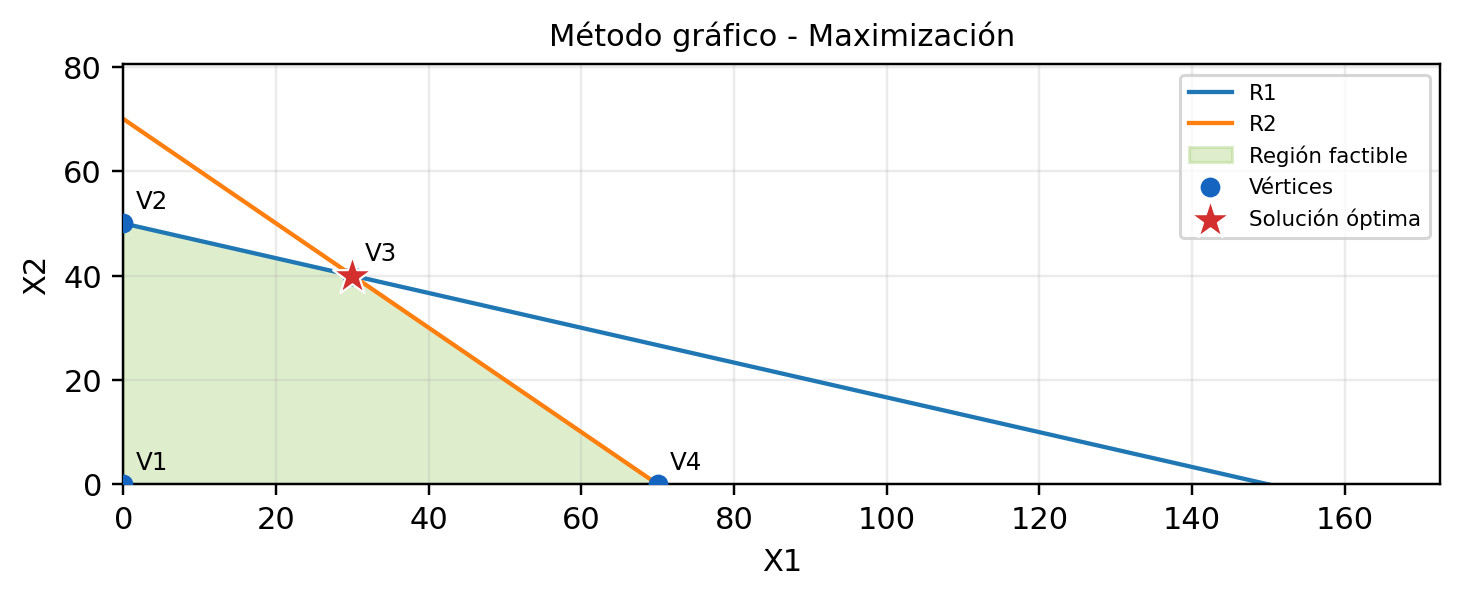 Método gráfico - Maximización
80
60
40
20
0
X2
V2
V3
V1
V4
R1
R2
Región factible
Vértices
Solución óptima
0 20 40 60 80 100 120 140 160
X1